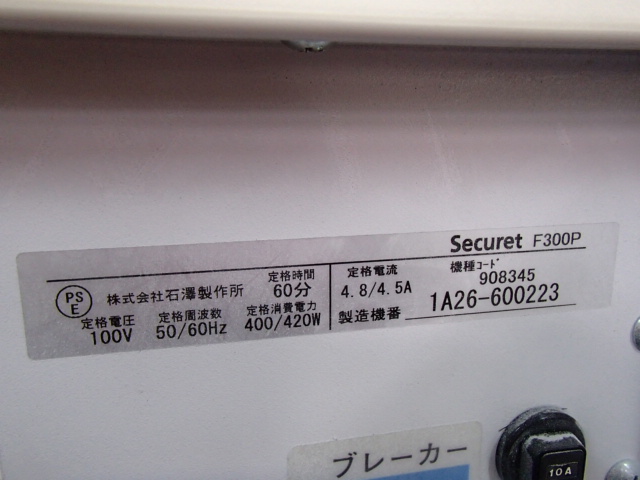 Securet F300P
PSE 株式会社石澤製作所
定格時間
60分
定格電圧
100V
定格周波数
50/60Hz
定格消費電力
400/420W
定格電流
4.8/4.5A
機種コード
908345
製造機番 1A26-600223
ブレーカー
10A